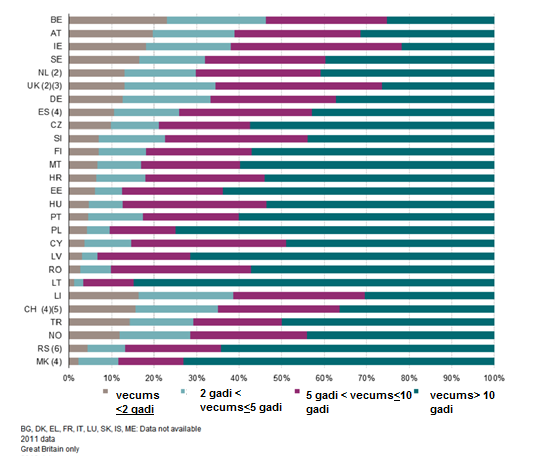 BE
AT
IE
SE
NL (2)
UK (2)(3)
DE
ES (4)
CZ
SI
FI
MT
HR
EE
HU
PT
PL
CY
LV
RO
LT
LI
CH (4)(5)
TR
NO
RS (6)
MK (4)
0% 10% 20% 30% 40% 50% 60% 70% 80% 90% 100%
vecums 2 gadi < 5 gadi < vecums≤10 vecums> 10
≤2 gadi vecums≤5 gadi gadi gadi
BG, DK, EL, FR, IT, LU, SK, IS, ME: Data not available
2011 data
Great Britain only